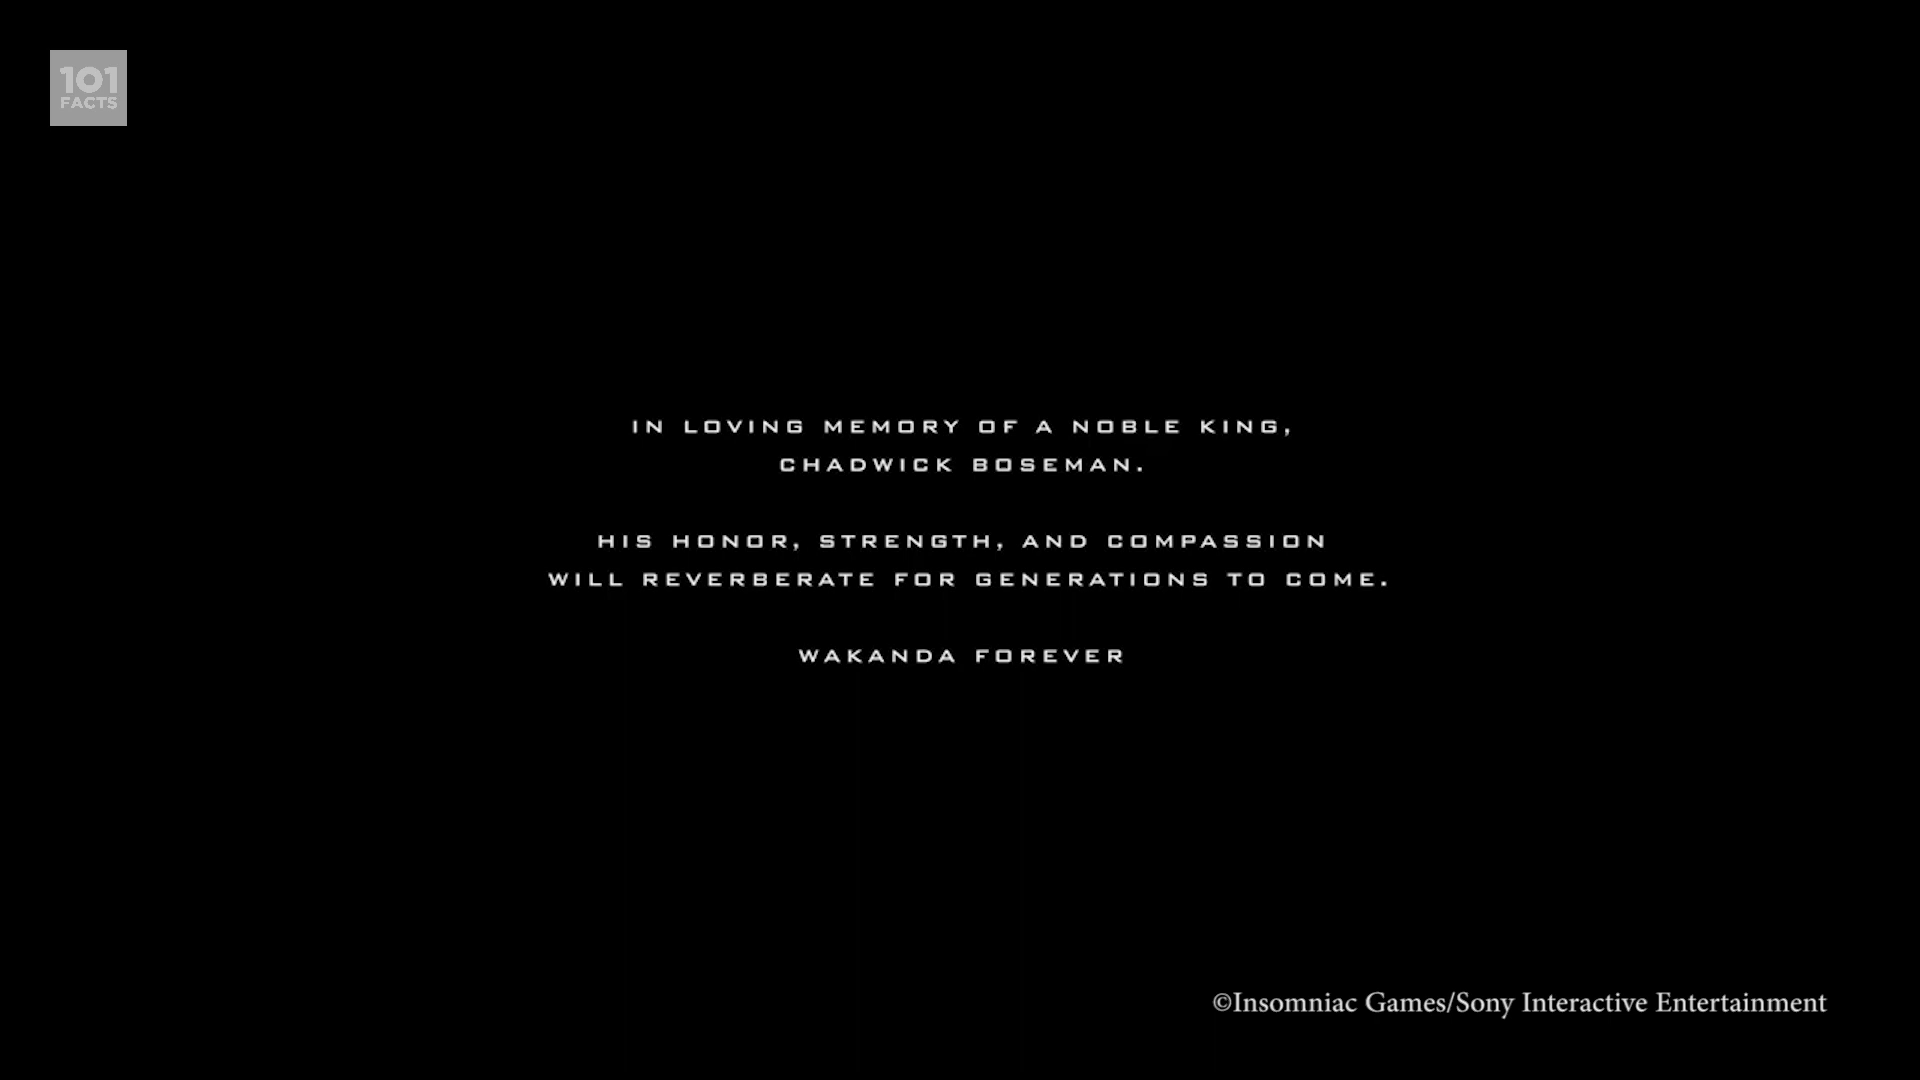 101
FACTS
IN LOVING MEMORY OF A NOBLE KING,
CHADWICK BOSEMAN.
HIS HONOR, STRENGTH, AND COMPASSION
WILL REVERBERATE FOR GENERATIONS TO COME.
WAKANDA FOREVER
©Insomniac Games/Sony Interactive Entertainment